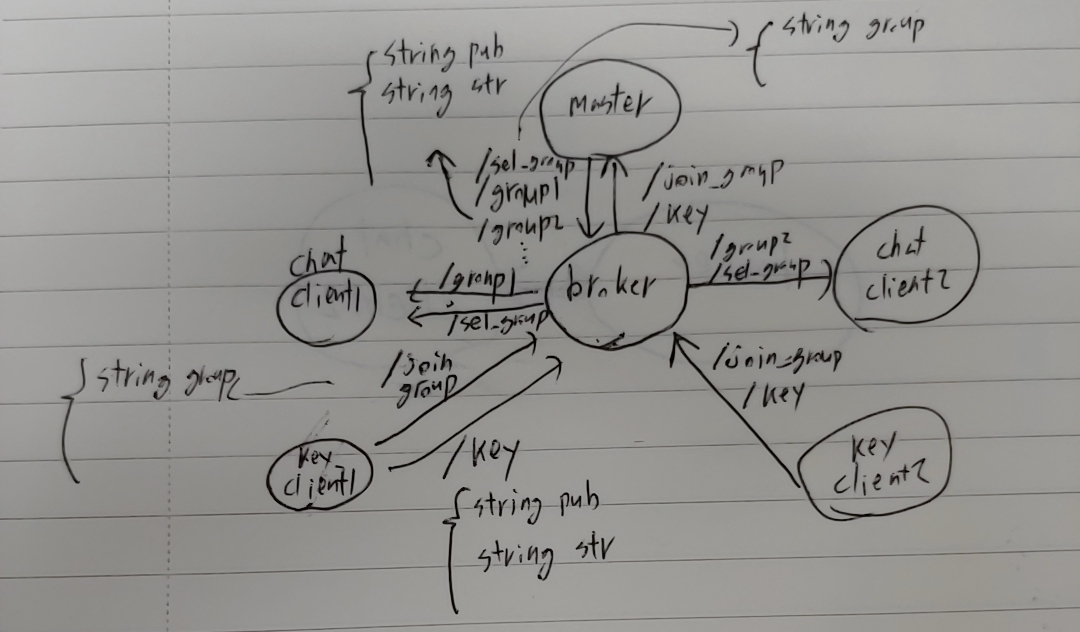 string group
string pub
string str
master
/sel_group
/group1
/group2
/join_group
/key
chat
client1
/group1
/sel_group
broker
/group2
/sel_group
chat
client2
string group
/join
group
/join_group
/key
key
client1
/key
key
client2
string pub
string str